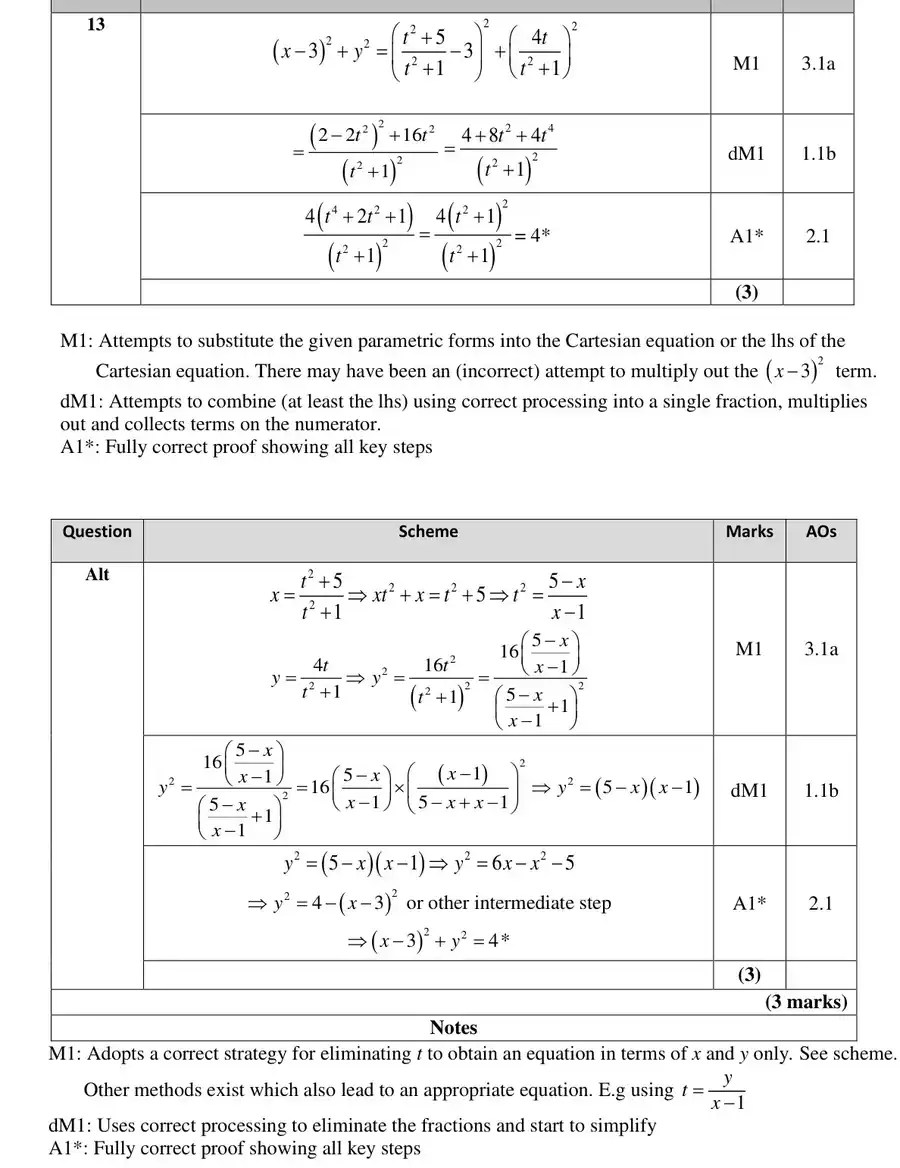 13
(x − 3)² + y² = ((t² + 5)/(t² + 1) − 3)² + (4t/(t² + 1))²
M1
3.1a
= ((2 − 2t²)² + 16t²)/(t² + 1)² = (4 + 8t² + 4t⁴)/(t² + 1)²
dM1
1.1b
4(t⁴ + 2t² + 1)/(t² + 1)² = 4(t² + 1)²/(t² + 1)² = 4*
A1*
2.1
(3)
M1: Attempts to substitute the given parametric forms into the Cartesian equation or the lhs of the
Cartesian equation. There may have been an (incorrect) attempt to multiply out the (x − 3)² term.
dM1: Attempts to combine (at least the lhs) using correct processing into a single fraction, multiplies
out and collects terms on the numerator.
A1*: Fully correct proof showing all key steps
Question Scheme Marks AOs
Alt
x = (t² + 5)/(t² + 1) ⇒ xt² + x = t² + 5 ⇒ t² = (5 − x)/(x − 1)
y = 4t/(t² + 1) ⇒ y² = 16t²/(t² + 1)² = 16((5 − x)/(x − 1))/((5 − x)/(x − 1) + 1)²
M1
3.1a
y² = 16((5 − x)/(x − 1))/((5 − x)/(x − 1) + 1)² = 16((5 − x)/(x − 1)) × ((x − 1)/(5 − x + x − 1))² ⇒ y² = (5 − x)(x − 1)
dM1
1.1b
y² = (5 − x)(x − 1) ⇒ y² = 6x − x² − 5
⇒ y² = 4 − (x − 3)² or other intermediate step
⇒ (x − 3)² + y² = 4*
A1*
2.1
(3)
(3 marks)
Notes
M1: Adopts a correct strategy for eliminating t to obtain an equation in terms of x and y only. See scheme.
Other methods exist which also lead to an appropriate equation. E.g using t = y/(x − 1)
dM1: Uses correct processing to eliminate the fractions and start to simplify
A1*: Fully correct proof showing all key steps